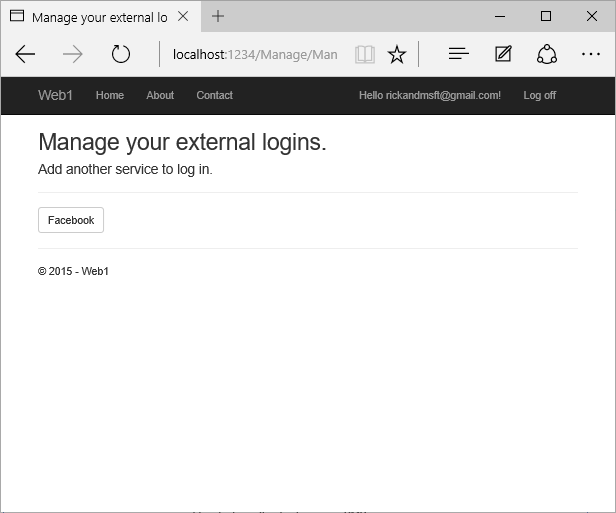 Manage your external lo
localhost:1234/Manage/Man
Web1 Home About Contact Hello rickandmsft@gmail.com! Log off
Manage your external logins.
Add another service to log in.
Facebook
© 2015 - Web1